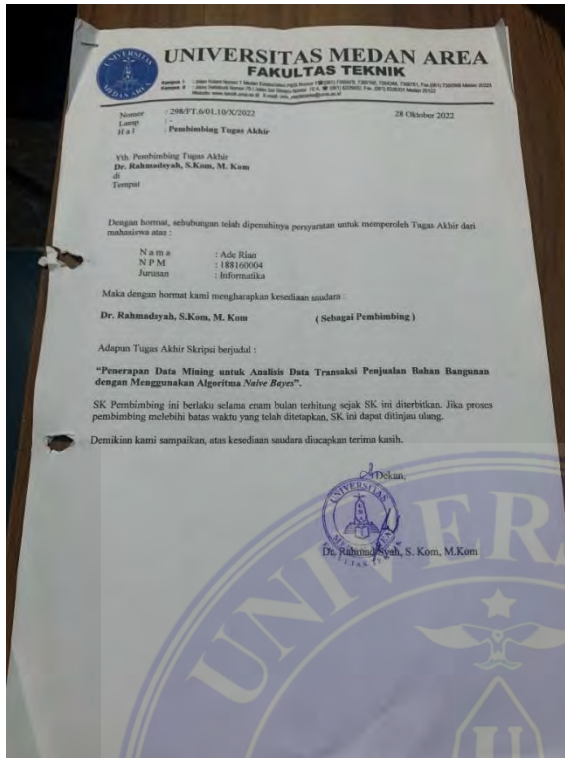 UNIVERSITAS MEDAN AREA
FAKULTAS TEKNIK
Nomor : 298/FT.6/01.10/X/2022 28 Oktober 2022
Lamp : -
H a l : Pembimbing Tugas Akhir
Yth. Pembimbing Tugas Akhir
Dr. Rahmadsyah, S.Kom, M. Kom
di
Tempat
Dengan hormat, sehubungan telah dipenuhinya persyaratan untuk memperoleh Tugas Akhir dari
mahasiswa atas :
N a m a : Ade Rian
N P M : 188160004
Jurusan : Informatika
Maka dengan hormat kami mengharapkan kesediaan saudara :
Dr. Rahmadsyah, S.Kom, M. Kom ( Sebagai Pembimbing )
Adapun Tugas Akhir Skripsi berjudul :
“Penerapan Data Mining untuk Analisis Data Transaksi Penjualan Bahan Bangunan
dengan Menggunakan Algoritma Naive Bayes”.
SK Pembimbing ini berlaku selama enam bulan terhitung sejak SK ini diterbitkan. Jika proses
pembimbing melebihi batas waktu yang telah ditetapkan, SK ini dapat ditinjau ulang.
Demikian kami sampaikan, atas kesediaan saudara diucapkan terima kasih.
Dekan,
UNIVERSITAS
Dr. Rahmad Syah, S. Kom, M.Kom